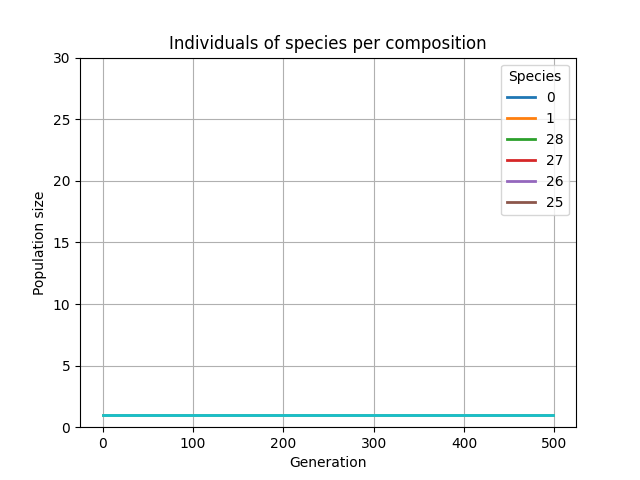 Individuals of species per composition
Population size
30
25
20
15
10
5
0
Species
0
1
28
27
26
25
0 100 200 300 400 500
Generation